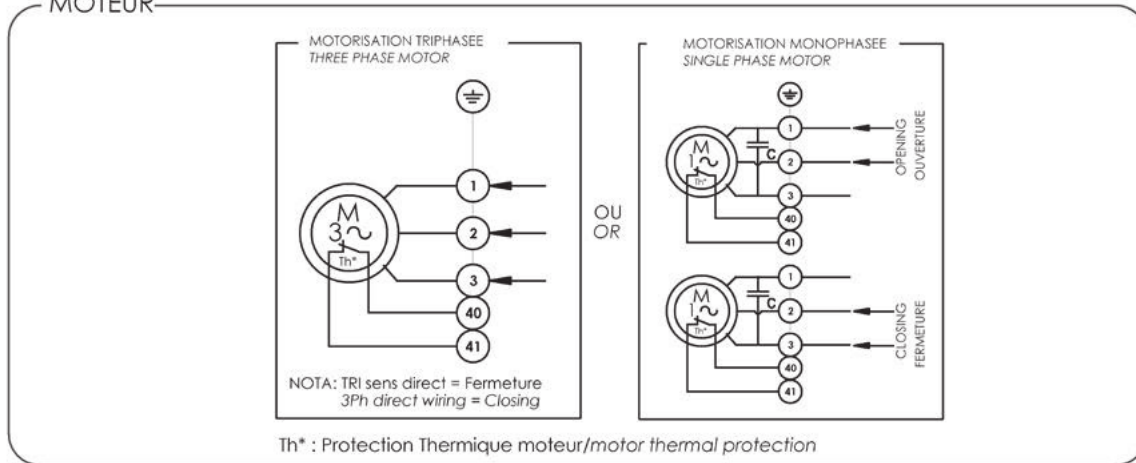 MOTEUR
MOTORISATION TRIPHASEE
THREE PHASE MOTOR
M
3
Th*
1
2
3
40
41
NOTA: TRI sens direct = Fermeture
3Ph direct wiring = Closing
OU
OR
MOTORISATION MONOPHASEE
SINGLE PHASE MOTOR
M
1
Th*
C
1
2
3
40
41
OPENING
OUVERTURE
M
1
Th*
C
1
2
3
40
41
CLOSING
FERMETURE
Th* : Protection Thermique moteur/motor thermal protection